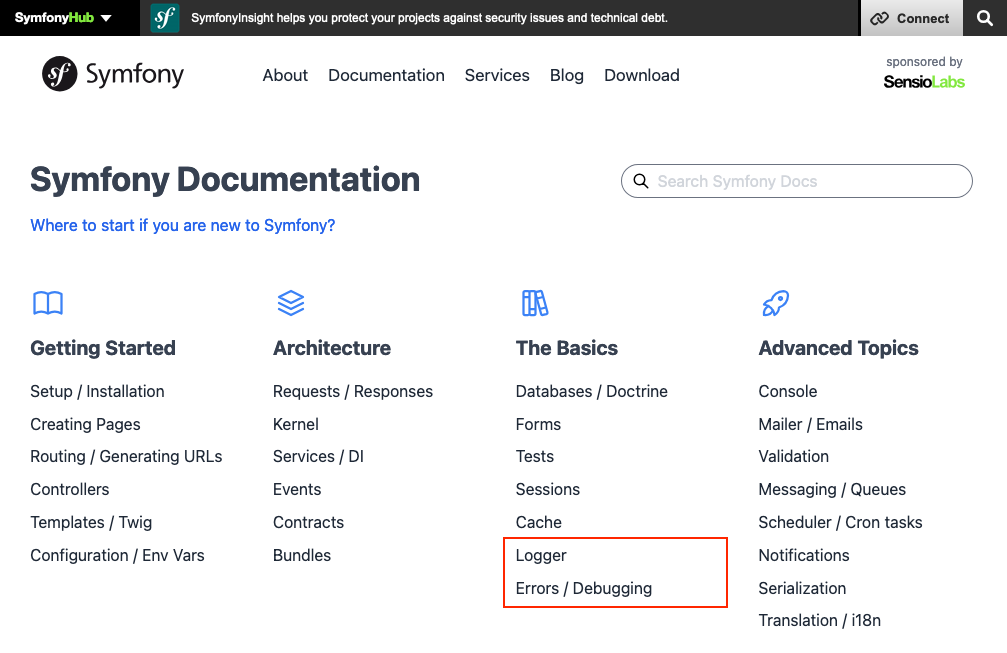 SymfonyHub
SymfonyInsight helps you protect your projects against security issues and technical debt.
Connect
Symfony
About
Documentation
Services
Blog
Download
sponsored by
SensioLabs
Symfony Documentation
Search Symfony Docs
Where to start if you are new to Symfony?
Getting Started
Setup / Installation
Creating Pages
Routing / Generating URLs
Controllers
Templates / Twig
Configuration / Env Vars
Architecture
Requests / Responses
Kernel
Services / DI
Events
Contracts
Bundles
The Basics
Databases / Doctrine
Forms
Tests
Sessions
Cache
Logger
Errors / Debugging
Advanced Topics
Console
Mailer / Emails
Validation
Messaging / Queues
Scheduler / Cron tasks
Notifications
Serialization
Translation / i18n